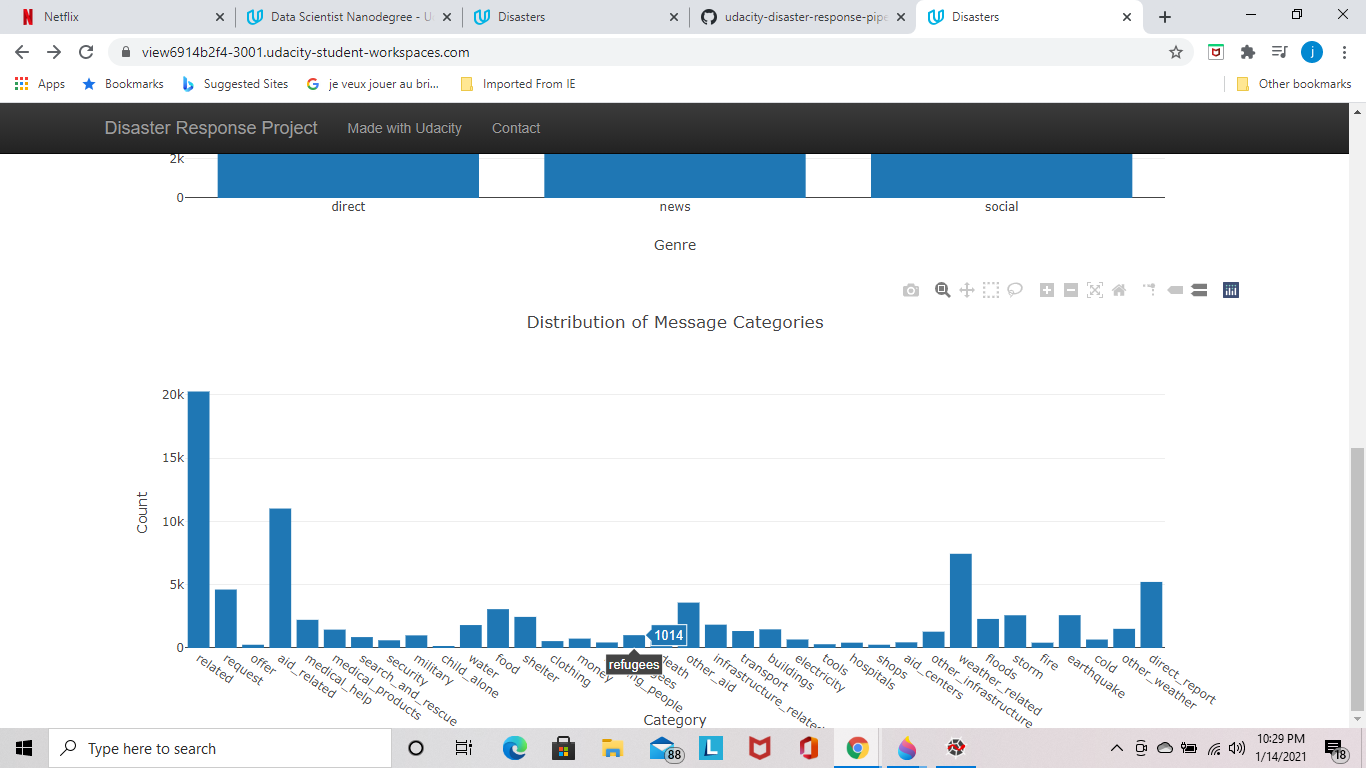 Netflix
Data Scientist Nanodegree - U
Disasters
udacity-disaster-response-pipe
Disasters
view6914b2f4-3001.udacity-student-workspaces.com
j
Apps
Bookmarks
Suggested Sites
je veux jouer au bri...
Imported From IE
Other bookmarks
Disaster Response Project
Made with Udacity
Contact
2k
0
direct
news
social
Genre
Distribution of Message Categories
20k
15k
10k
5k
0
Count
1014
refugees
related
request
offer
aid_related
medical_help
medical_products
search_and_rescue
security
military
child_alone
water
food
shelter
clothing
money
ing_people
gees
death
other_aid
infrastructure_related
transport
buildings
electricity
tools
hospitals
shops
aid_centers
other_infrastructure
weather_related
floods
storm
fire
earthquake
cold
other_weather
direct_report
Category
Type here to search
88
L
10:29 PM
1/14/2021
18